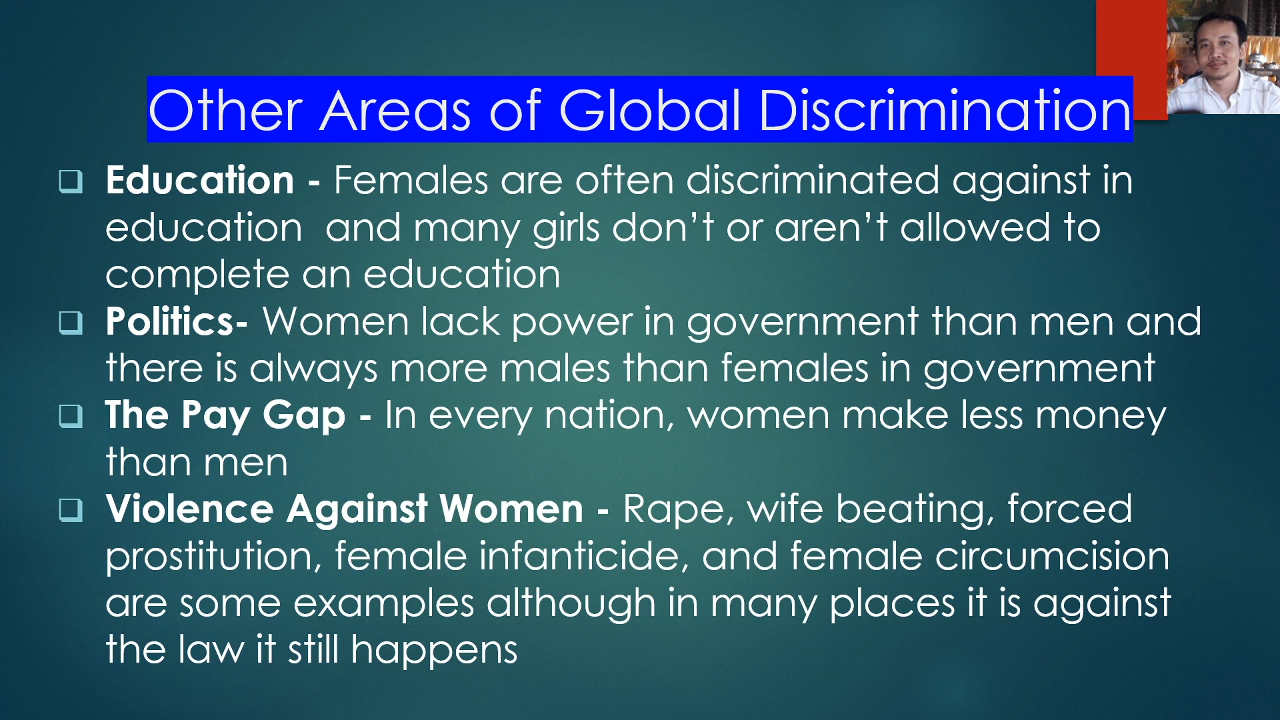 Other Areas of Global Discrimination
❑ Education - Females are often discriminated against in
education and many girls don’t or aren’t allowed to
complete an education
❑ Politics- Women lack power in government than men and
there is always more males than females in government
❑ The Pay Gap - In every nation, women make less money
than men
❑ Violence Against Women - Rape, wife beating, forced
prostitution, female infanticide, and female circumcision
are some examples although in many places it is against
the law it still happens